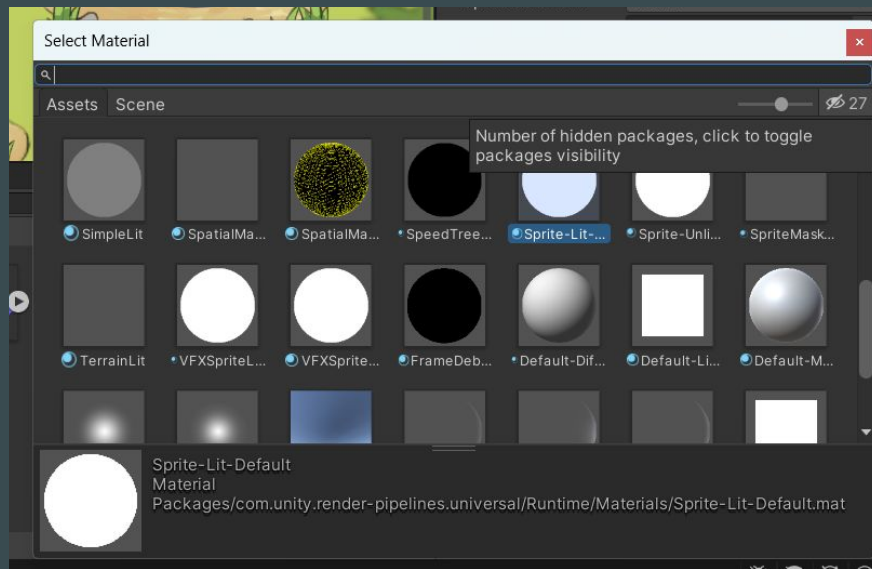 Select Material
Assets Scene 27
Number of hidden packages, click to toggle
packages visibility
SimpleLit SpatialMa... SpatialMa... SpeedTree... Sprite-Lit-... Sprite-Unli... SpriteMask...
TerrainLit VFXSpriteL... VFXSprite... FrameDeb... Default-Dif... Default-Li... Default-M...
Sprite-Lit-Default
Material
Packages/com.unity.render-pipelines.universal/Runtime/Materials/Sprite-Lit-Default.mat